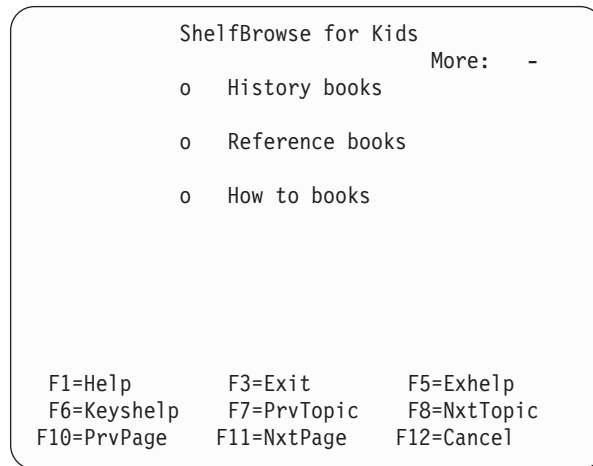 ShelfBrowse for Kids
More: -
o History books
o Reference books
o How to books
F1=Help F3=Exit F5=Exhelp
F6=Keyshelp F7=PrvTopic F8=NxtTopic
F10=PrvPage F11=NxtPage F12=Cancel